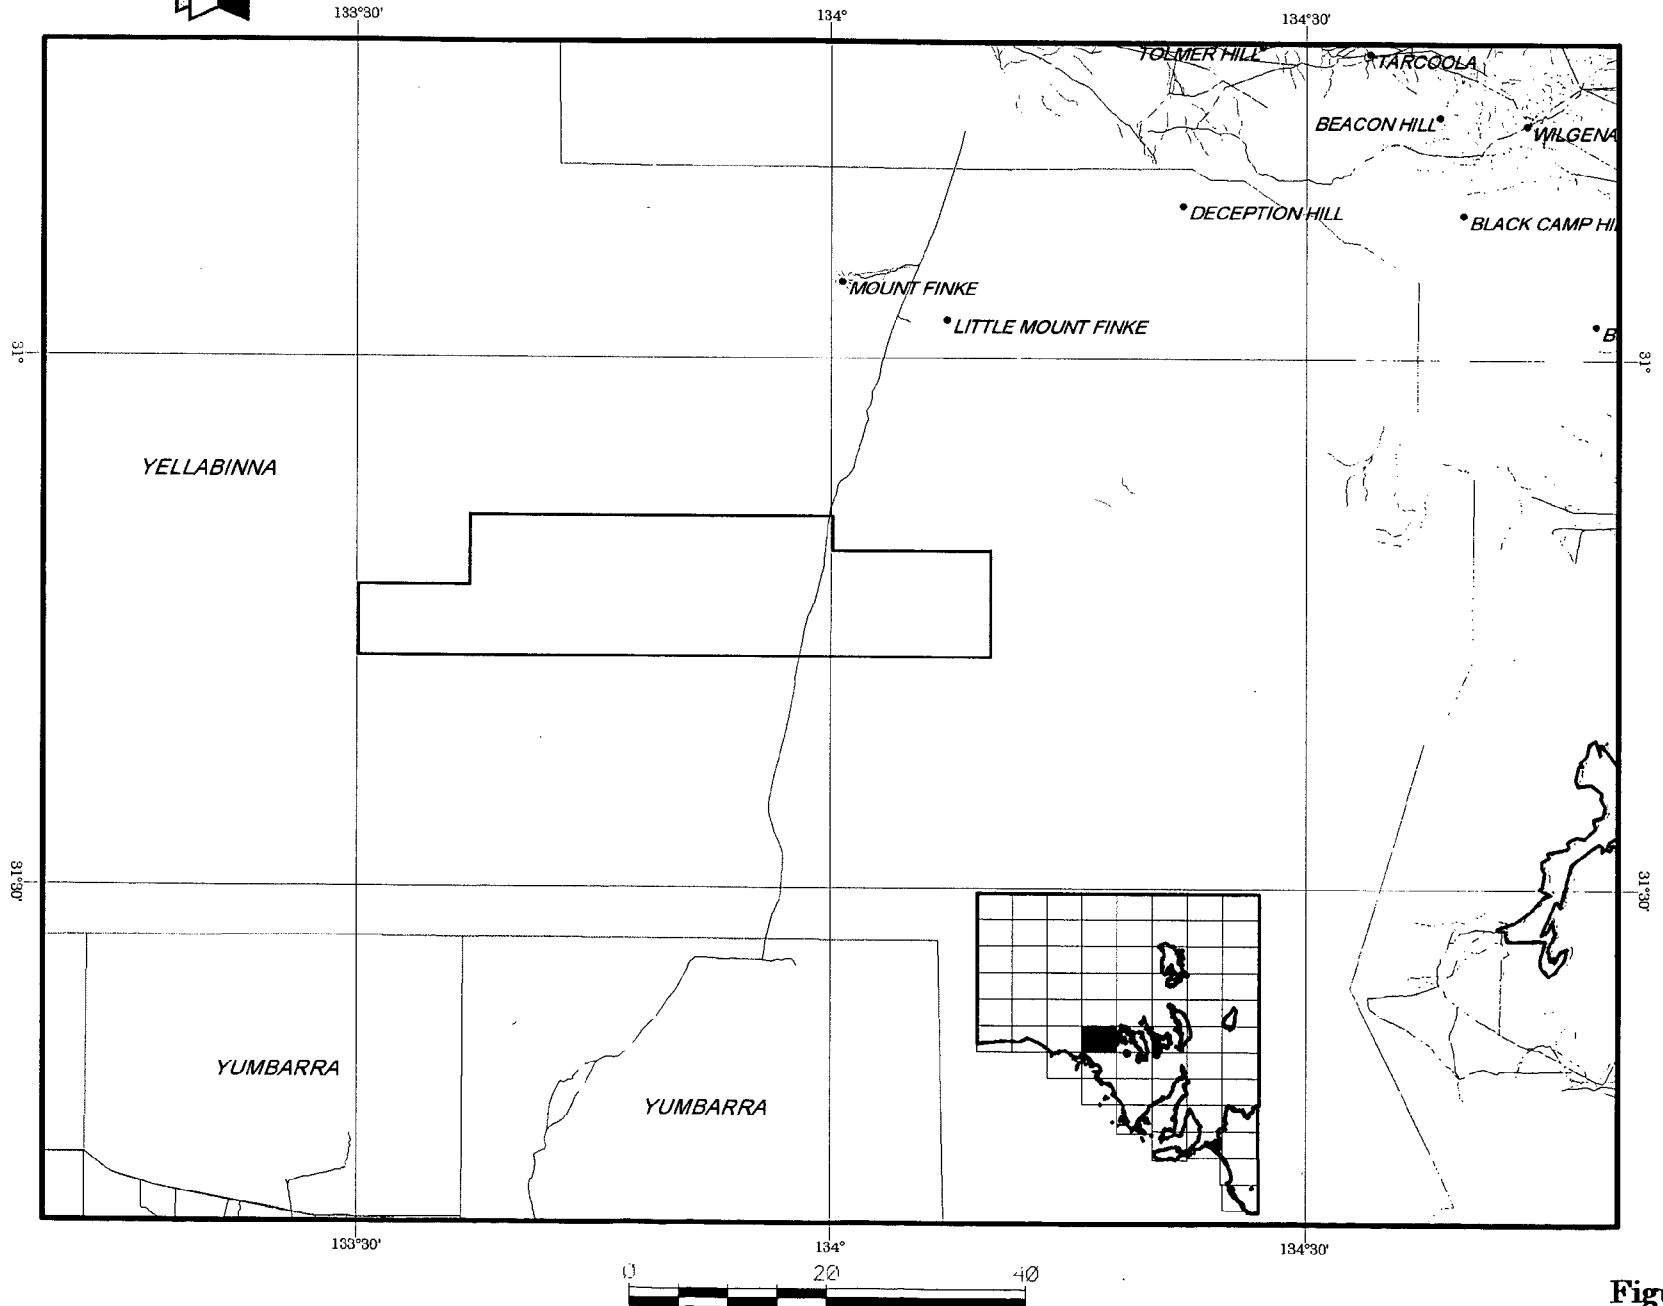 133°30' 134° 134°30'
TOLMER HILL TARCOOLA
BEACON HILL WILGENA
DECEPTION HILL BLACK CAMP HI
MOUNT FINKE
LITTLE MOUNT FINKE
B
31° 31°
YELLABINNA
31°30' 31°30'
YUMBARRA
YUMBARRA
133°30' 134° 134°30'
0 20 40
Figu